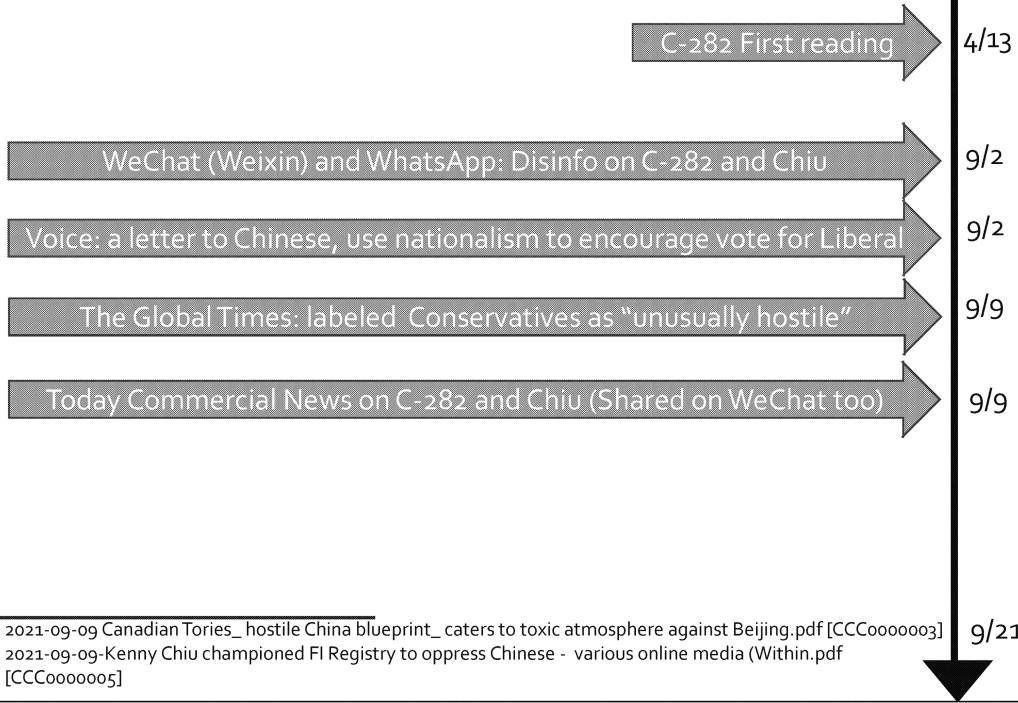 C-282 First reading
4/13
WeChat (Weixin) and WhatsApp: Disinfo on C-282 and Chiu
9/2
Voice: a letter to Chinese, use nationalism to encourage vote for Liberal
9/2
The Global Times: labeled Conservatives as “unusually hostile”
9/9
Today Commercial News on C-282 and Chiu (Shared on WeChat too)
9/9
2021-09-09 Canadian Tories_ hostile China blueprint_ caters to toxic atmosphere against Beijing.pdf [CCC0000003]
9/21
2021-09-09-Kenny Chiu championed FI Registry to oppress Chinese - various online media (Within.pdf
[CCC0000005]